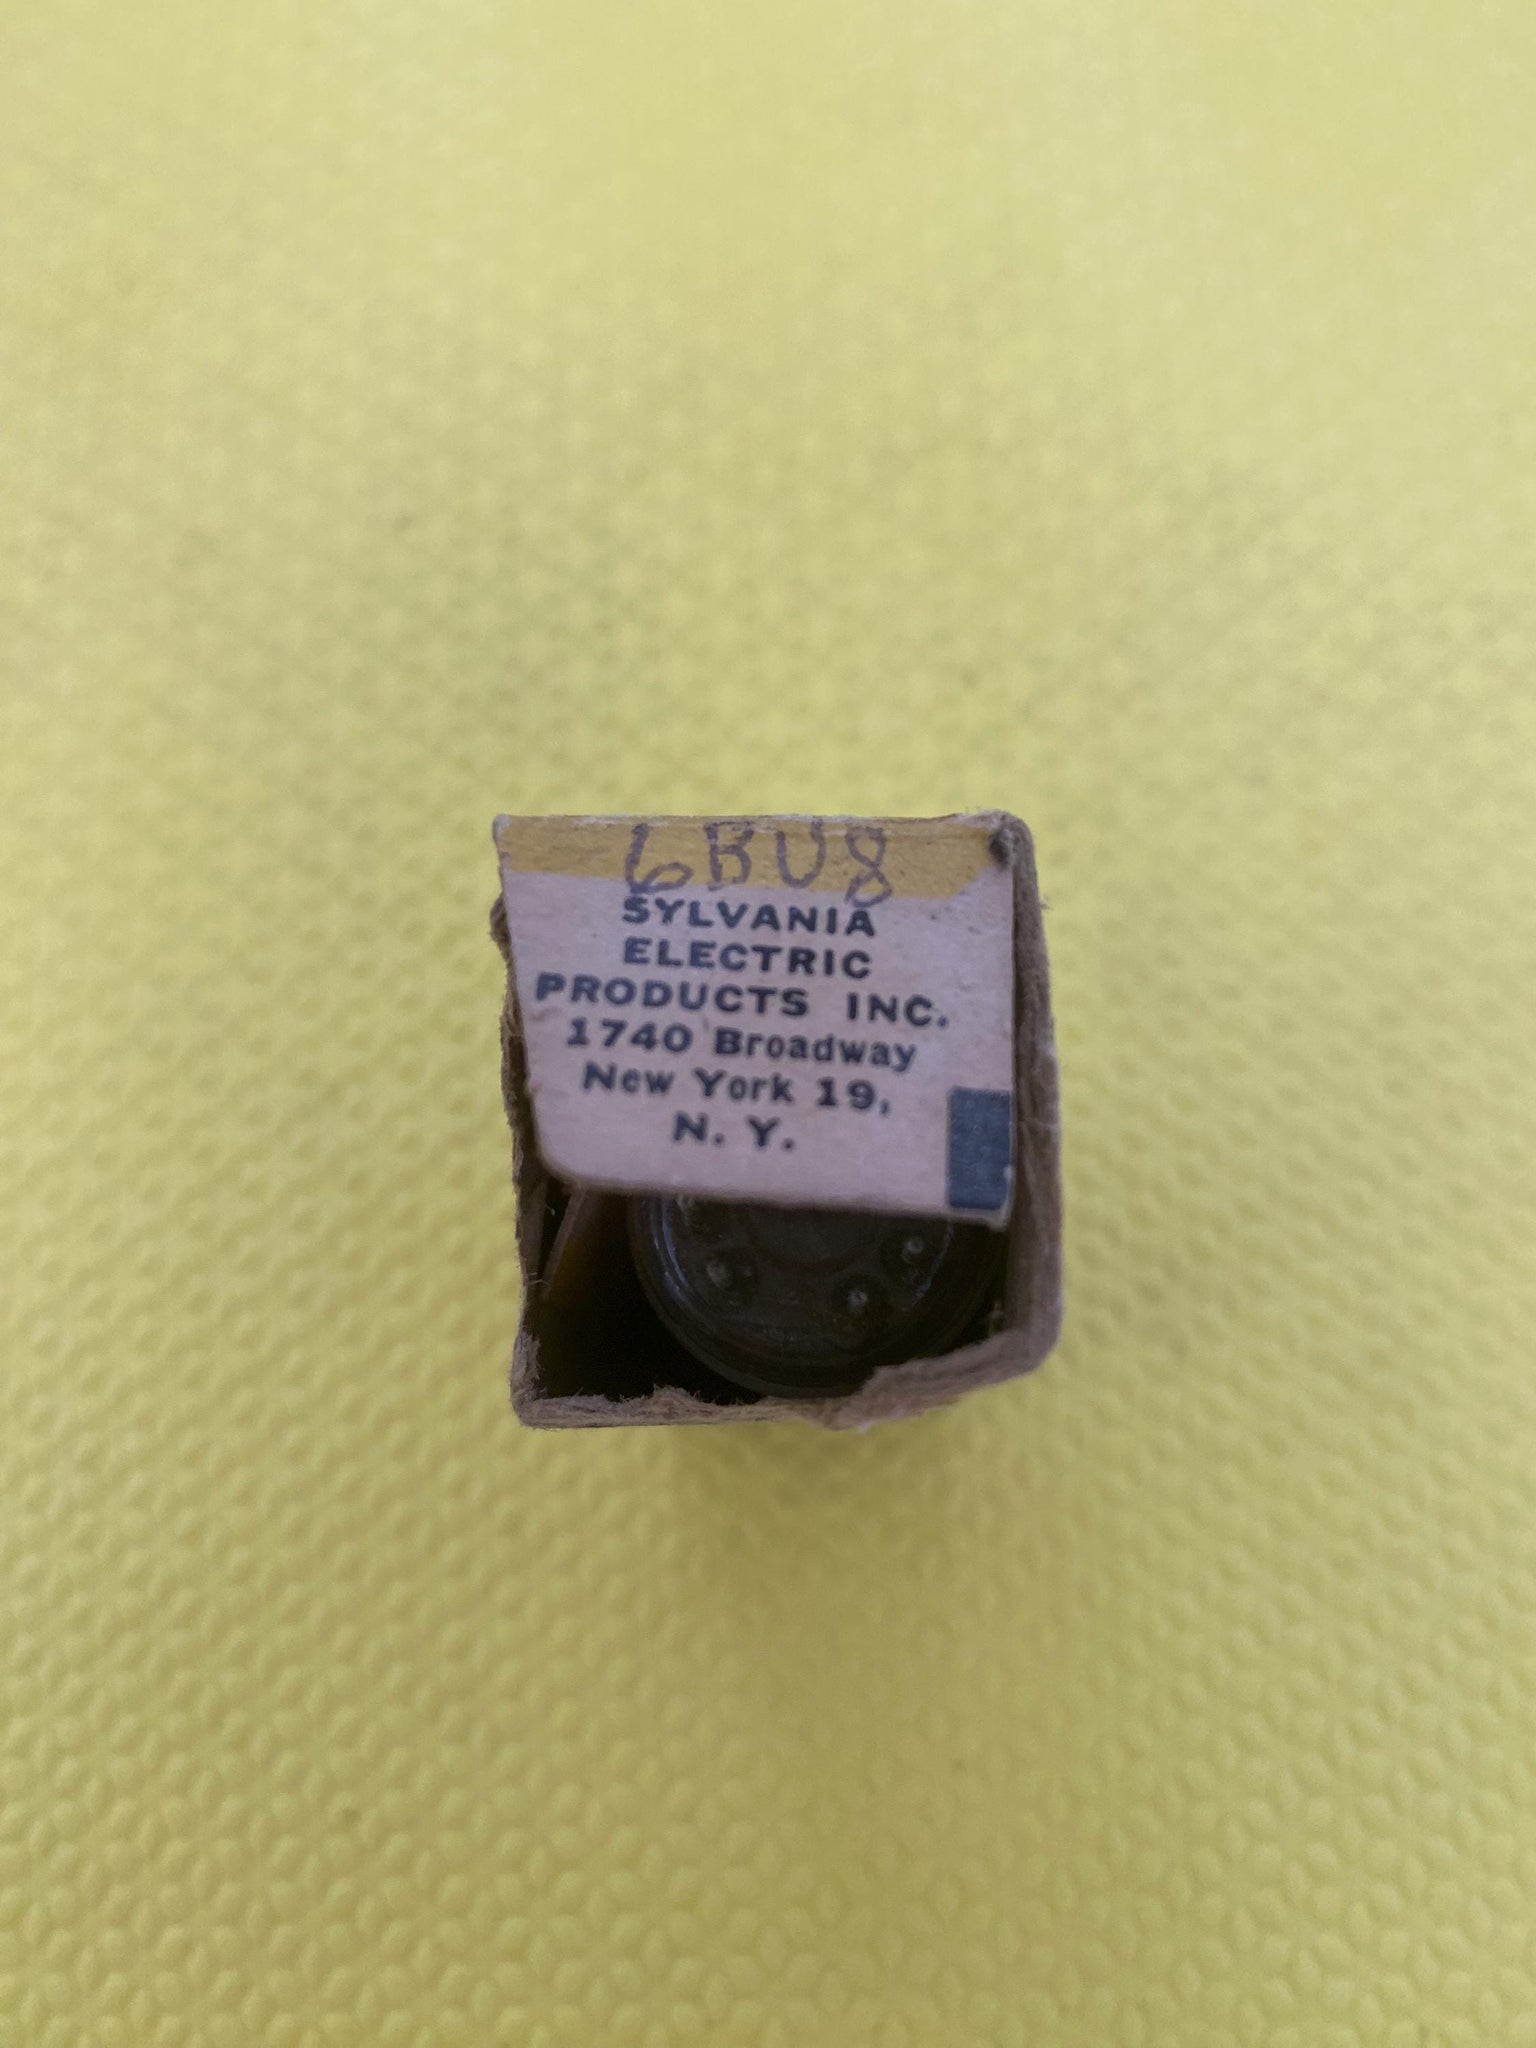 6BU8
SYLVANIA
ELECTRIC
PRODUCTS INC.
1740 Broadway
New York 19,
N. Y.